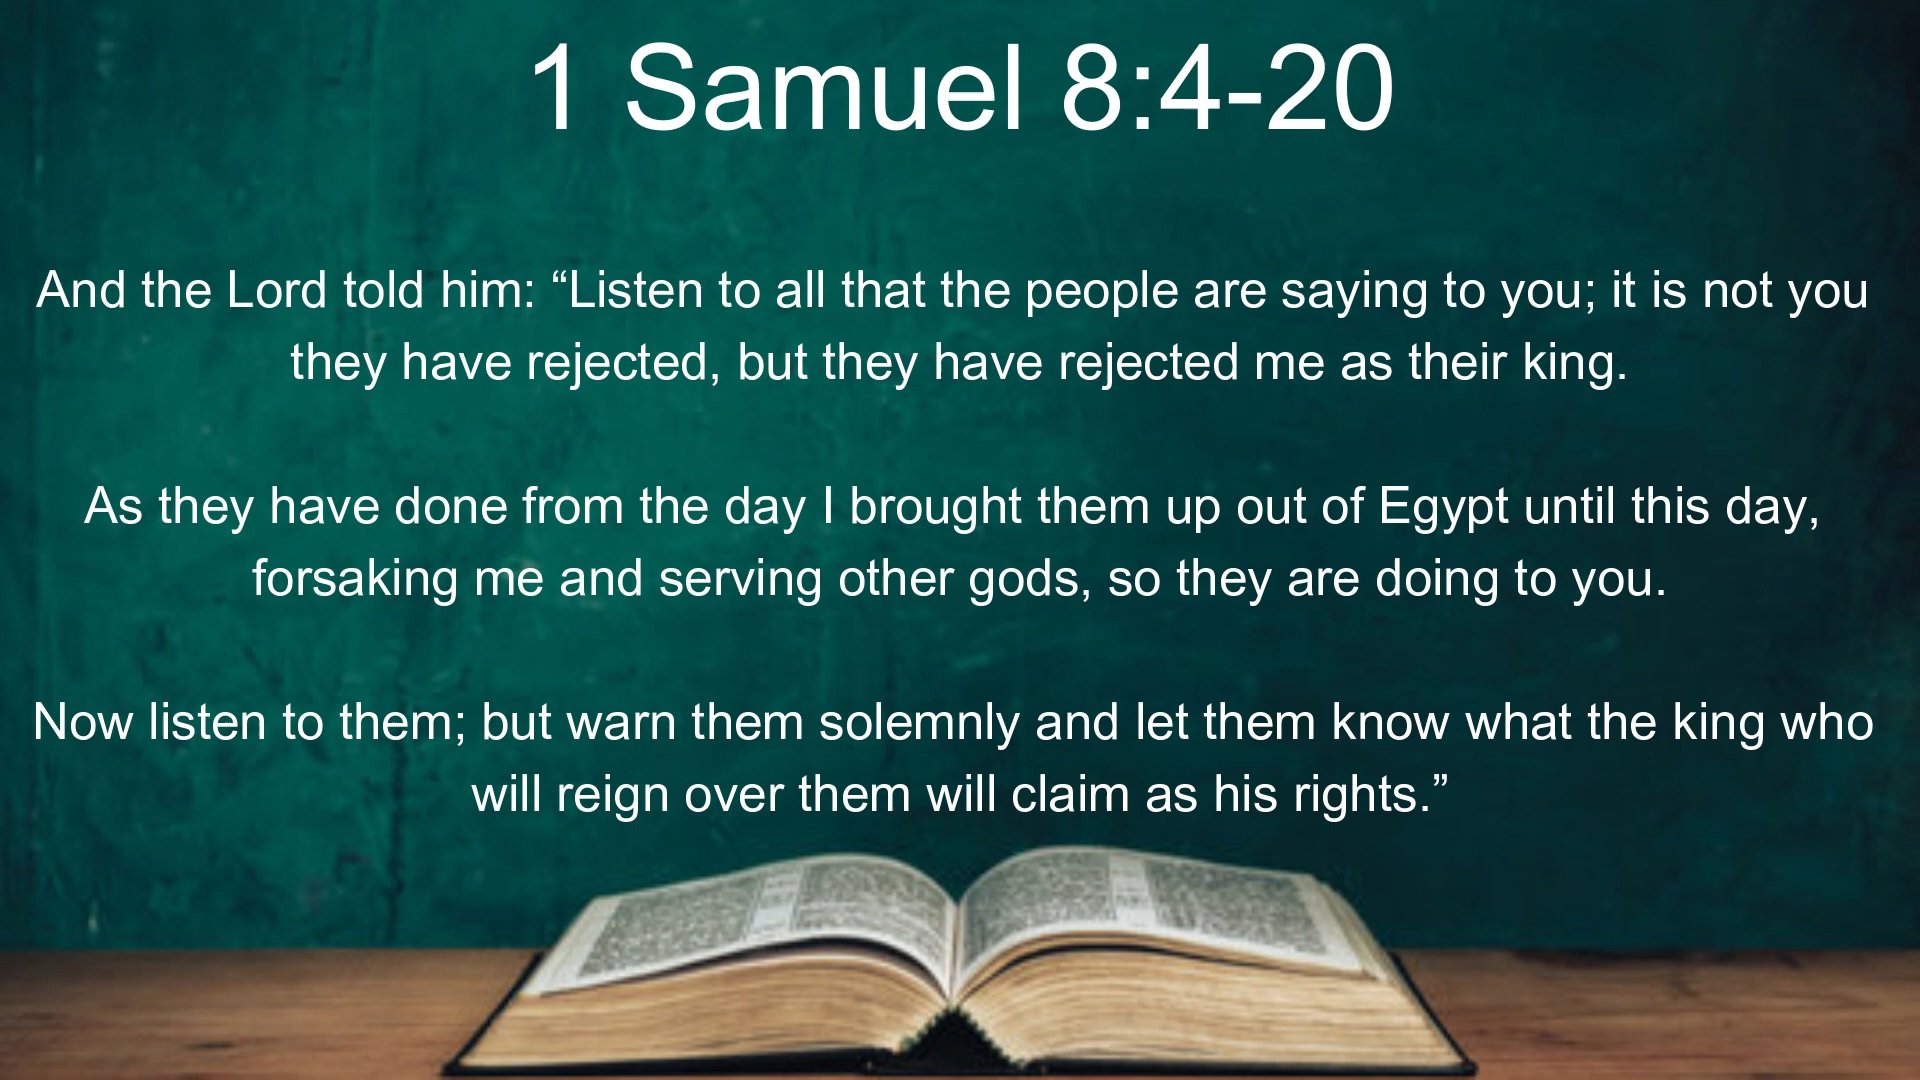 1 Samuel 8:4-20
And the Lord told him: “Listen to all that the people are saying to you; it is not you
they have rejected, but they have rejected me as their king.
As they have done from the day I brought them up out of Egypt until this day,
forsaking me and serving other gods, so they are doing to you.
Now listen to them; but warn them solemnly and let them know what the king who
will reign over them will claim as his rights.”